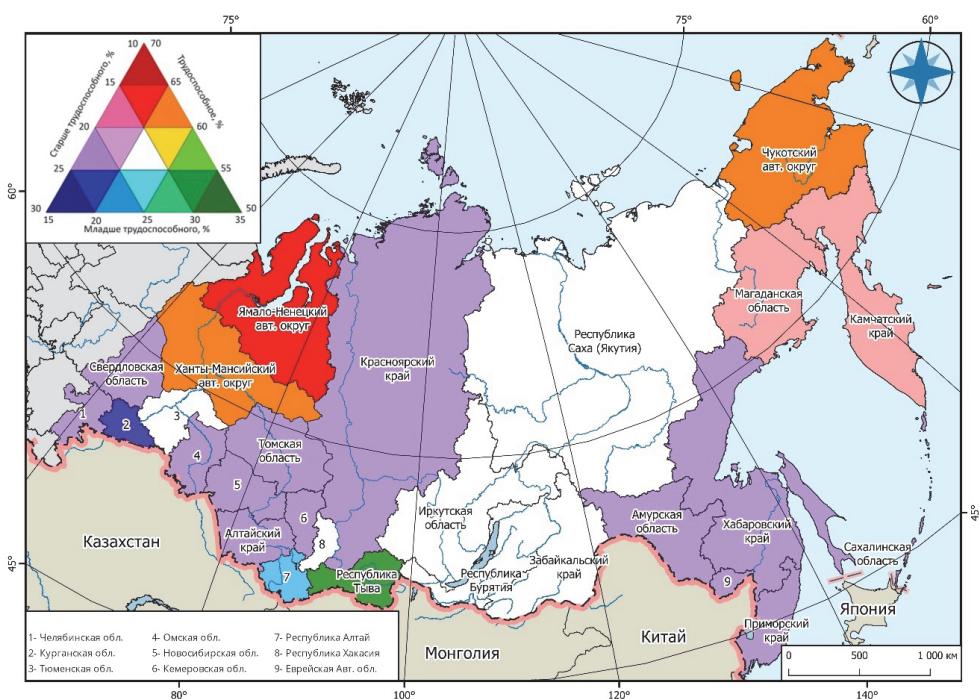 75°
75°
60°
10 70
Старше трудоспособного, %
Трудоспособное, %
15 65
20 60
25 55
30 50
15 20 25 30 35
Младше трудоспособного, %
60°
Чукотский
авт. округ
Ямало-Ненецкий
авт. округ
Магаданская
область
Камчатский
край
Республика
Саха (Якутия)
Красноярский
край
Свердловская
область
Ханты-Мансийский
авт. округ
1
2
3
4
Томская
область
5
6
Алтайский
край
7
8
Республика
Тыва
Иркутская
область
Республика
Бурятия
Забайкальский
край
Амурская
область
Хабаровский
край
9
Сахалинская
область
Приморский
край
45°
45°
Казахстан
Монголия
Китай
Япония
1- Челябинская обл. 4- Омская обл. 7- Республика Алтай
2- Курганская обл. 5- Новосибирская обл. 8- Республика Хакасия
3- Тюменская обл. 6- Кемеровская обл. 9- Еврейская Авт. обл.
0 500 1 000 км
80° 100° 120° 140°